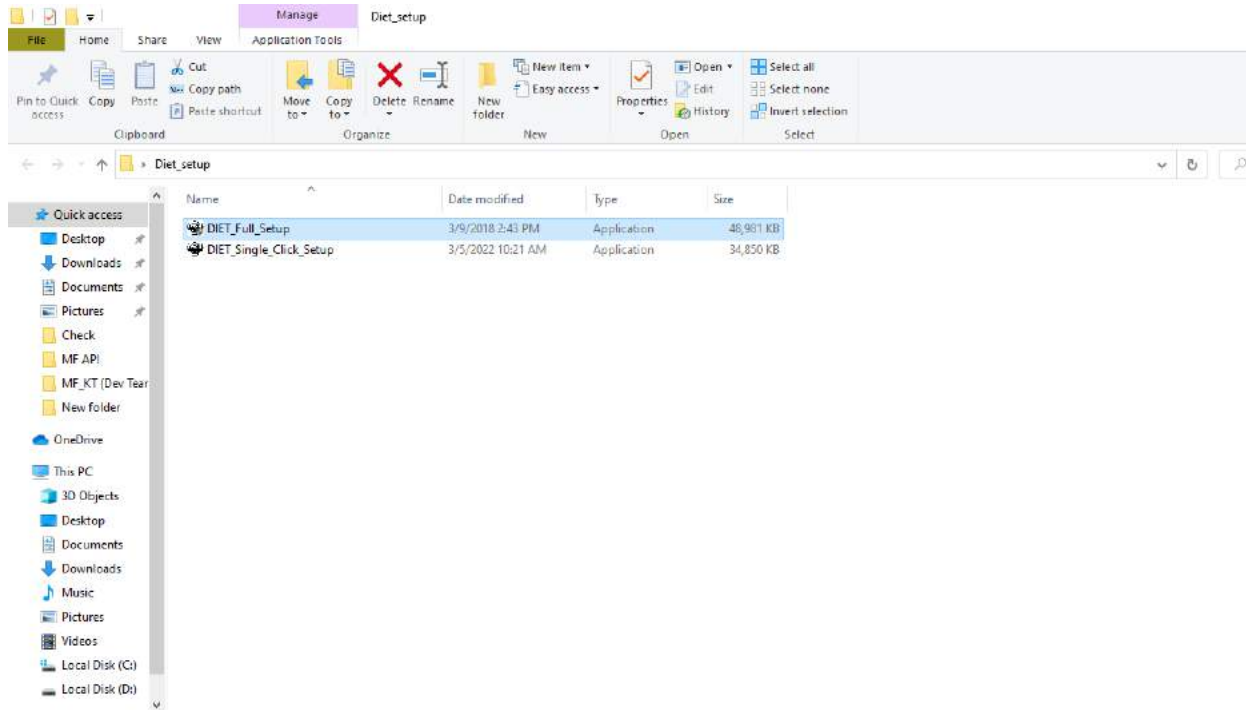 Manage Diet_setup
File Home Share View Application Tools
Pin to Quick access
Copy
Paste
Cut
Copy path
Paste shortcut
Clipboard
Move to
Copy to
Delete
Rename
Organize
New folder
New item
Easy access
New
Properties
Open
Edit
History
Open
Select all
Select none
Invert selection
Select
Diet_setup
Name Date modified Type Size
DIET_Full_Setup 3/9/2018 2:43 PM Application 48,981 KB
DIET_Single_Click_Setup 3/5/2022 10:21 AM Application 34,850 KB
Quick access
Desktop
Downloads
Documents
Pictures
Check
MF API
MF_KT (Dev Tear
New folder
OneDrive
This PC
3D Objects
Desktop
Documents
Downloads
Music
Pictures
Videos
Local Disk (C:)
Local Disk (D:)